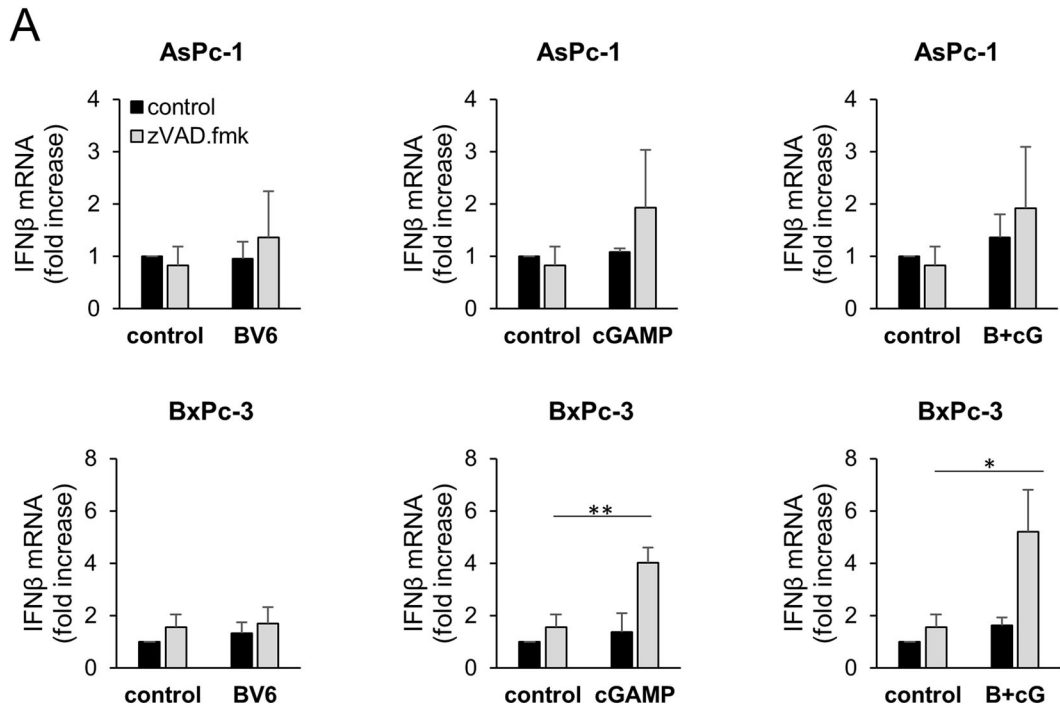 A
AsPc-1
AsPc-1
AsPc-1
IFNβ mRNA
(fold increase)
4
3
2
1
0
control
zVAD.fmk
control BV6
IFNβ mRNA
(fold increase)
4
3
2
1
0
control cGAMP
IFNβ mRNA
(fold increase)
4
3
2
1
0
control B+cG
BxPc-3
BxPc-3
BxPc-3
IFNβ mRNA
(fold increase)
8
6
4
2
0
control BV6
IFNβ mRNA
(fold increase)
8
6
4
2
0
**
control cGAMP
IFNβ mRNA
(fold increase)
8
6
4
2
0
*
control B+cG